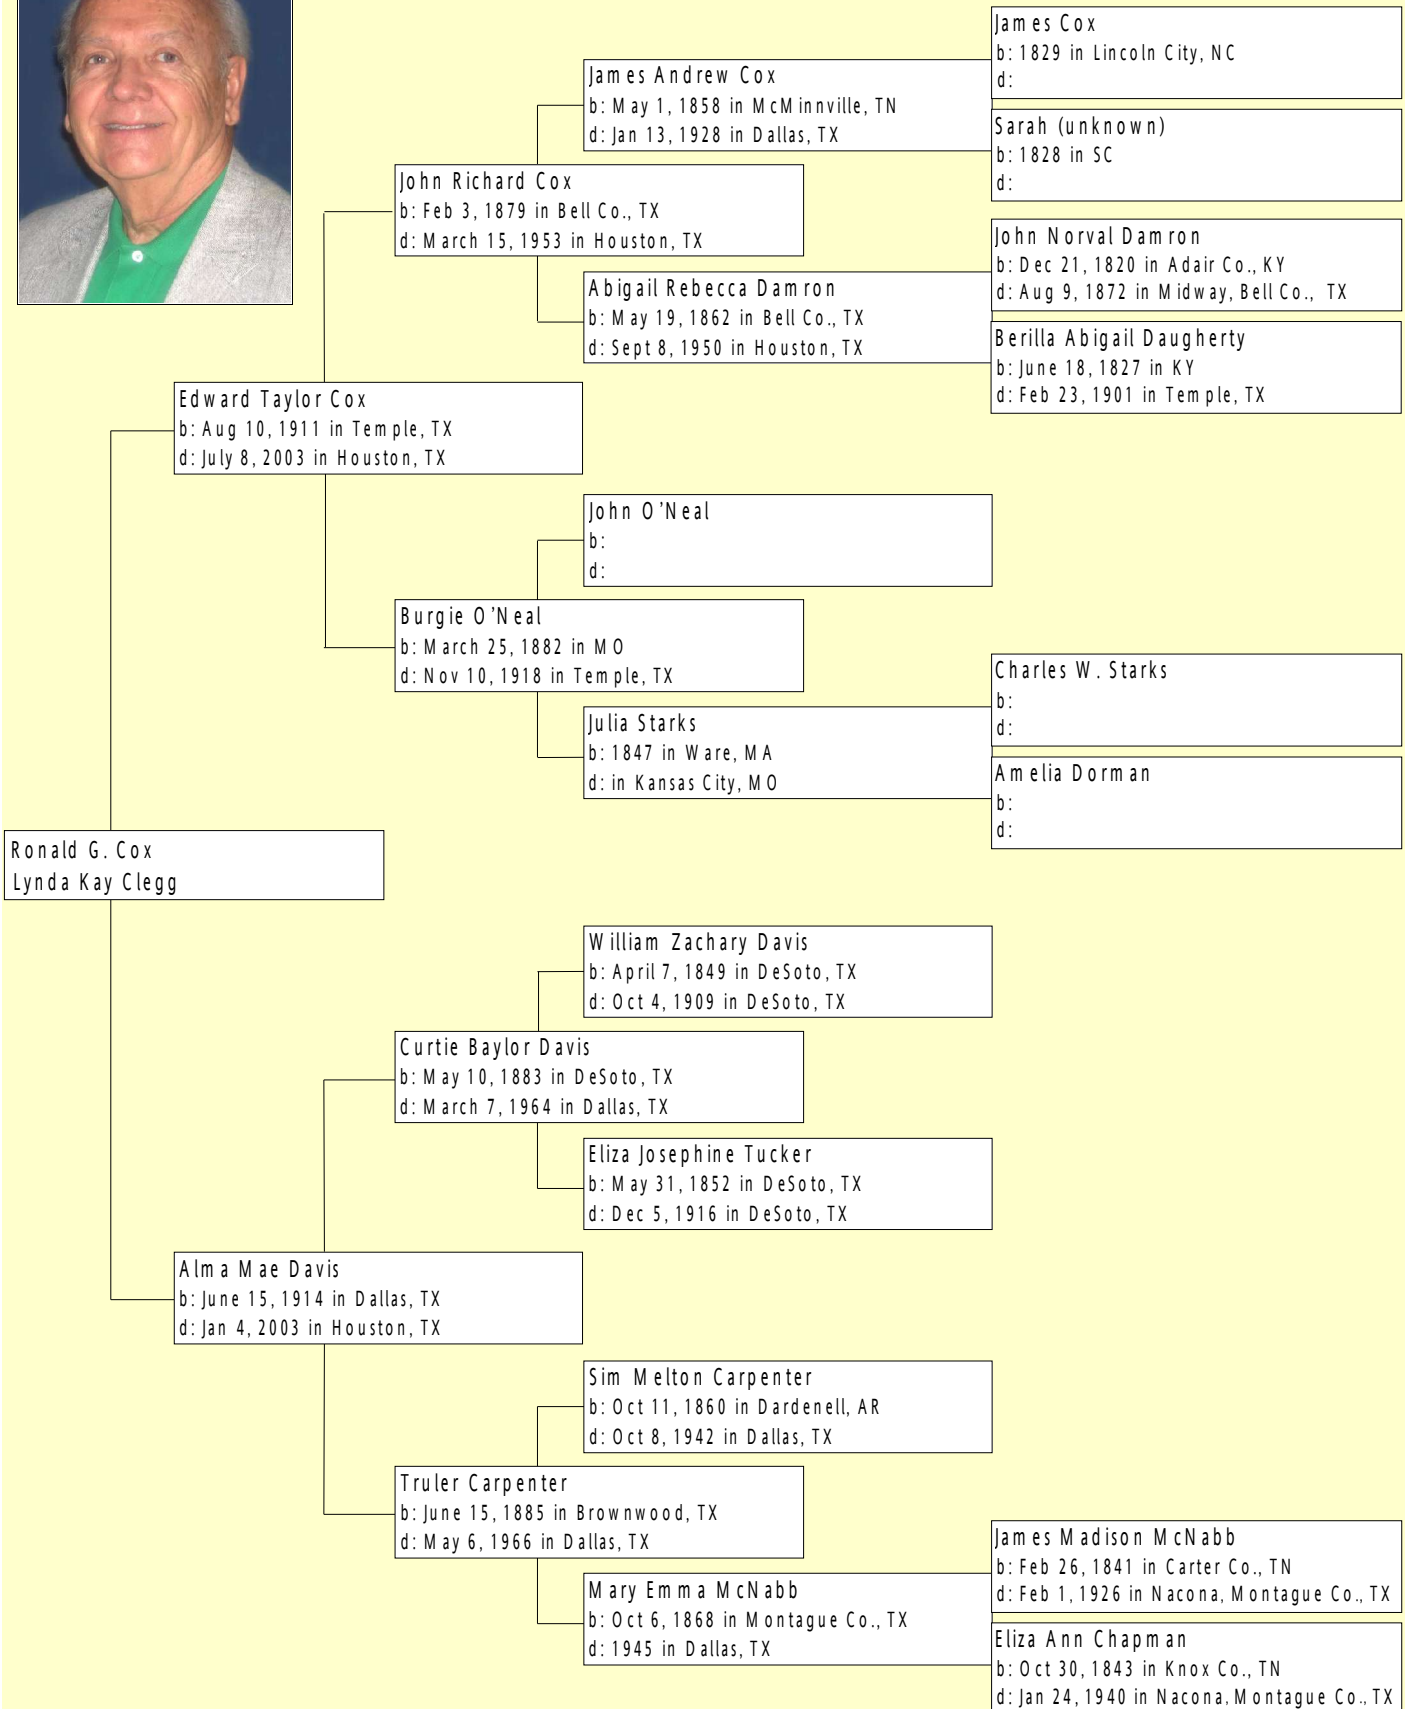 James Cox
b: 1829 in Lincoln City, NC
d:
James Andrew Cox
b: May 1, 1858 in McMinnville, TN
d: Jan 13, 1928 in Dallas, TX
Sarah (unknown)
b: 1828 in SC
d:
John Richard Cox
b: Feb 3, 1879 in Bell Co., TX
d: March 15, 1953 in Houston, TX
John Norval Damron
b: Dec 21, 1820 in Adair Co., KY
d: Aug 9, 1872 in Midway, Bell Co., TX
Abigail Rebecca Damron
b: May 19, 1862 in Bell Co., TX
d: Sept 8, 1950 in Houston, TX
Berilla Abigail Daugherty
b: June 18, 1827 in KY
d: Feb 23, 1901 in Temple, TX
Edward Taylor Cox
b: Aug 10, 1911 in Temple, TX
d: July 8, 2003 in Houston, TX
John O'Neal
b:
d:
Burgie O'Neal
b: March 25, 1882 in MO
d: Nov 10, 1918 in Temple, TX
Charles W. Starks
b:
d:
Julia Starks
b: 1847 in Ware, MA
d: in Kansas City, MO
Amelia Dorman
b:
d:
Ronald G. Cox
Lynda Kay Clegg
William Zachary Davis
b: April 7, 1849 in DeSoto, TX
d: Oct 4, 1909 in DeSoto, TX
Curtie Baylor Davis
b: May 10, 1883 in DeSoto, TX
d: March 7, 1964 in Dallas, TX
Eliza Josephine Tucker
b: May 31, 1852 in DeSoto, TX
d: Dec 5, 1916 in DeSoto, TX
Alma Mae Davis
b: June 15, 1914 in Dallas, TX
d: Jan 4, 2003 in Houston, TX
Sim Melton Carpenter
b: Oct 11, 1860 in Dardenell, AR
d: Oct 8, 1942 in Dallas, TX
Truler Carpenter
b: June 15, 1885 in Brownwood, TX
d: May 6, 1966 in Dallas, TX
James Madison McNabb
b: Feb 26, 1841 in Carter Co., TN
d: Feb 1, 1926 in Nacona, Montague Co., TX
Mary Emma McNabb
b: Oct 6, 1868 in Montague Co., TX
d: 1945 in Dallas, TX
Eliza Ann Chapman
b: Oct 30, 1843 in Knox Co., TN
d: Jan 24, 1940 in Nacona, Montague Co., TX